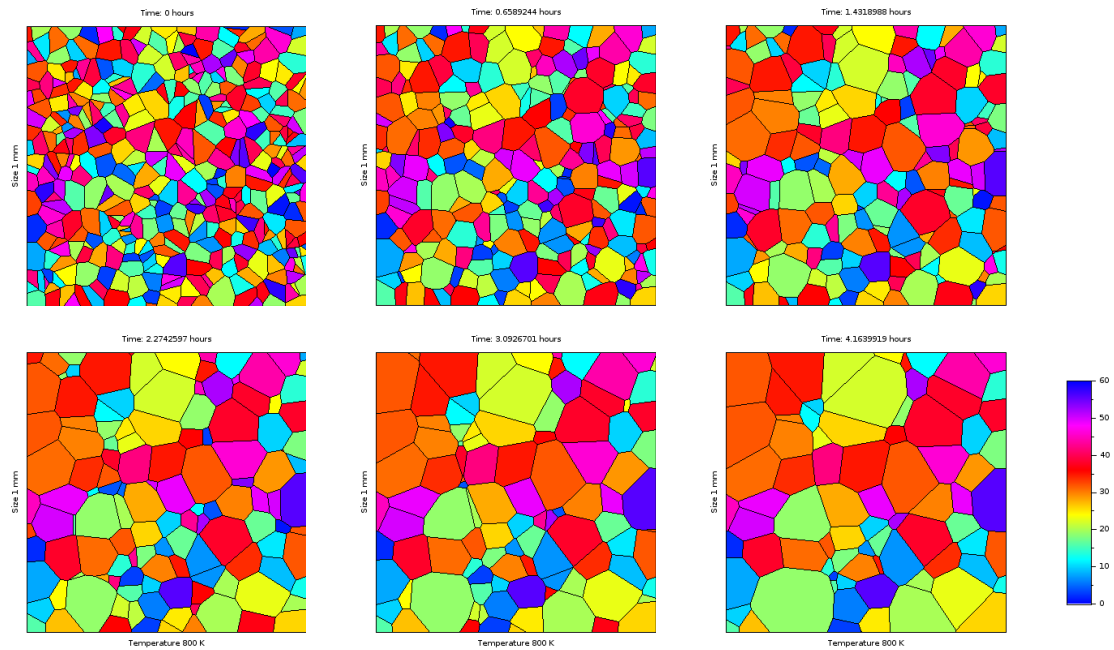 Time: 0 hours
Time: 0.6589244 hours
Time: 1.4318988 hours
Size 1 mm
Size 1 mm
Size 1 mm
Time: 2.2742597 hours
Time: 3.0926701 hours
Time: 4.1639919 hours
Size 1 mm
Size 1 mm
Size 1 mm
60
50
40
30
20
10
0
Temperature 800 K
Temperature 800 K
Temperature 800 K